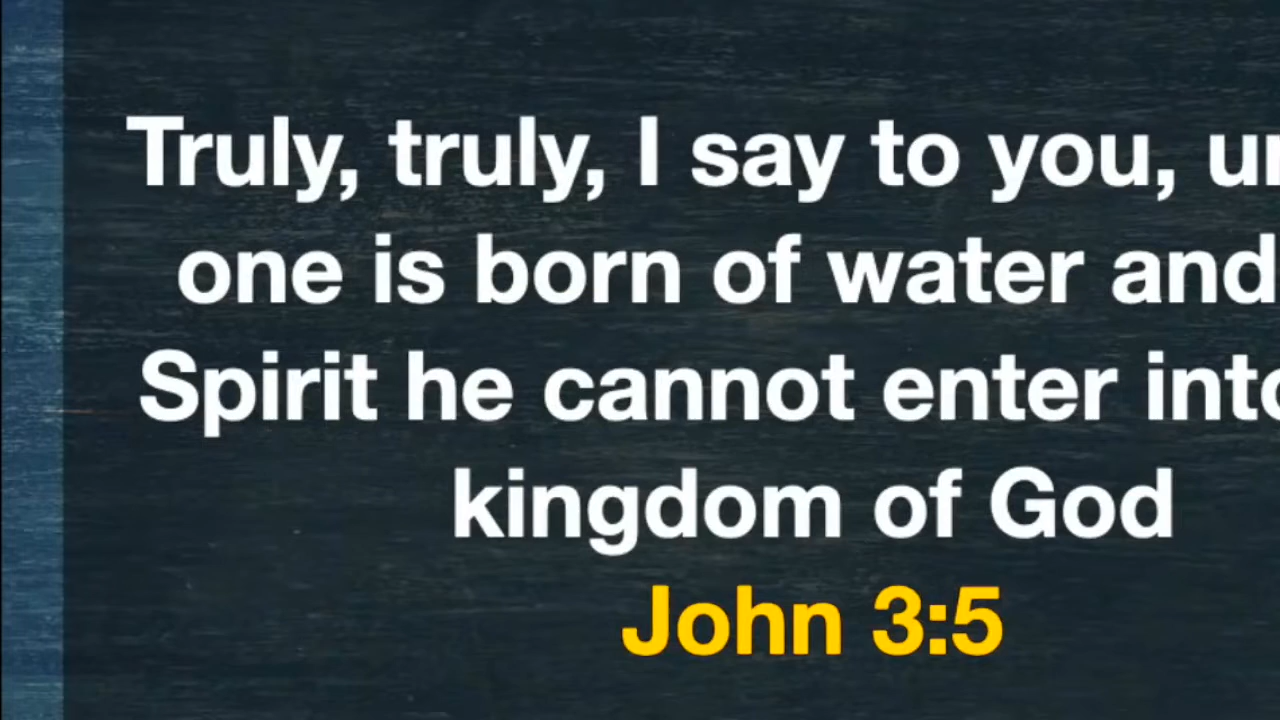 Truly, truly, I say to you,
one is born of water and
Spirit he cannot enter
kingdom of God
John 3:5